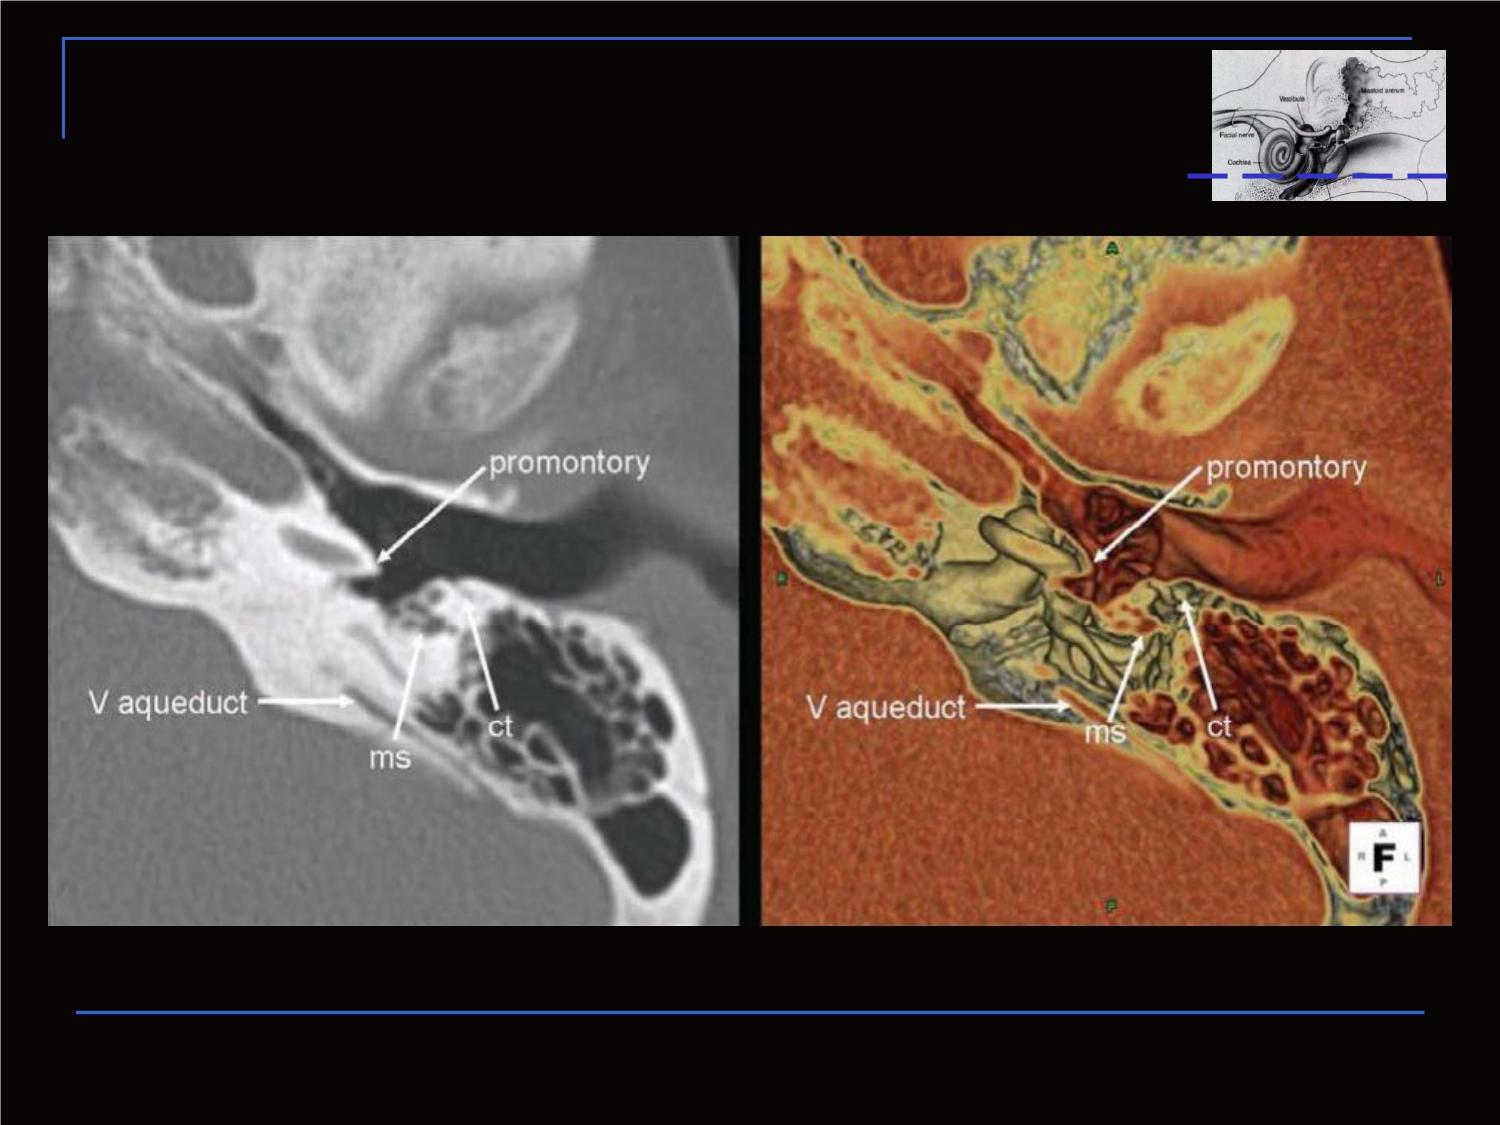 Mastoid antrum
Vestibule
Facial nerve
Cochlea
A
promontory
V aqueduct
ct
ms
promontory
R
L
V aqueduct
ms
ct
A
R F L
P
P